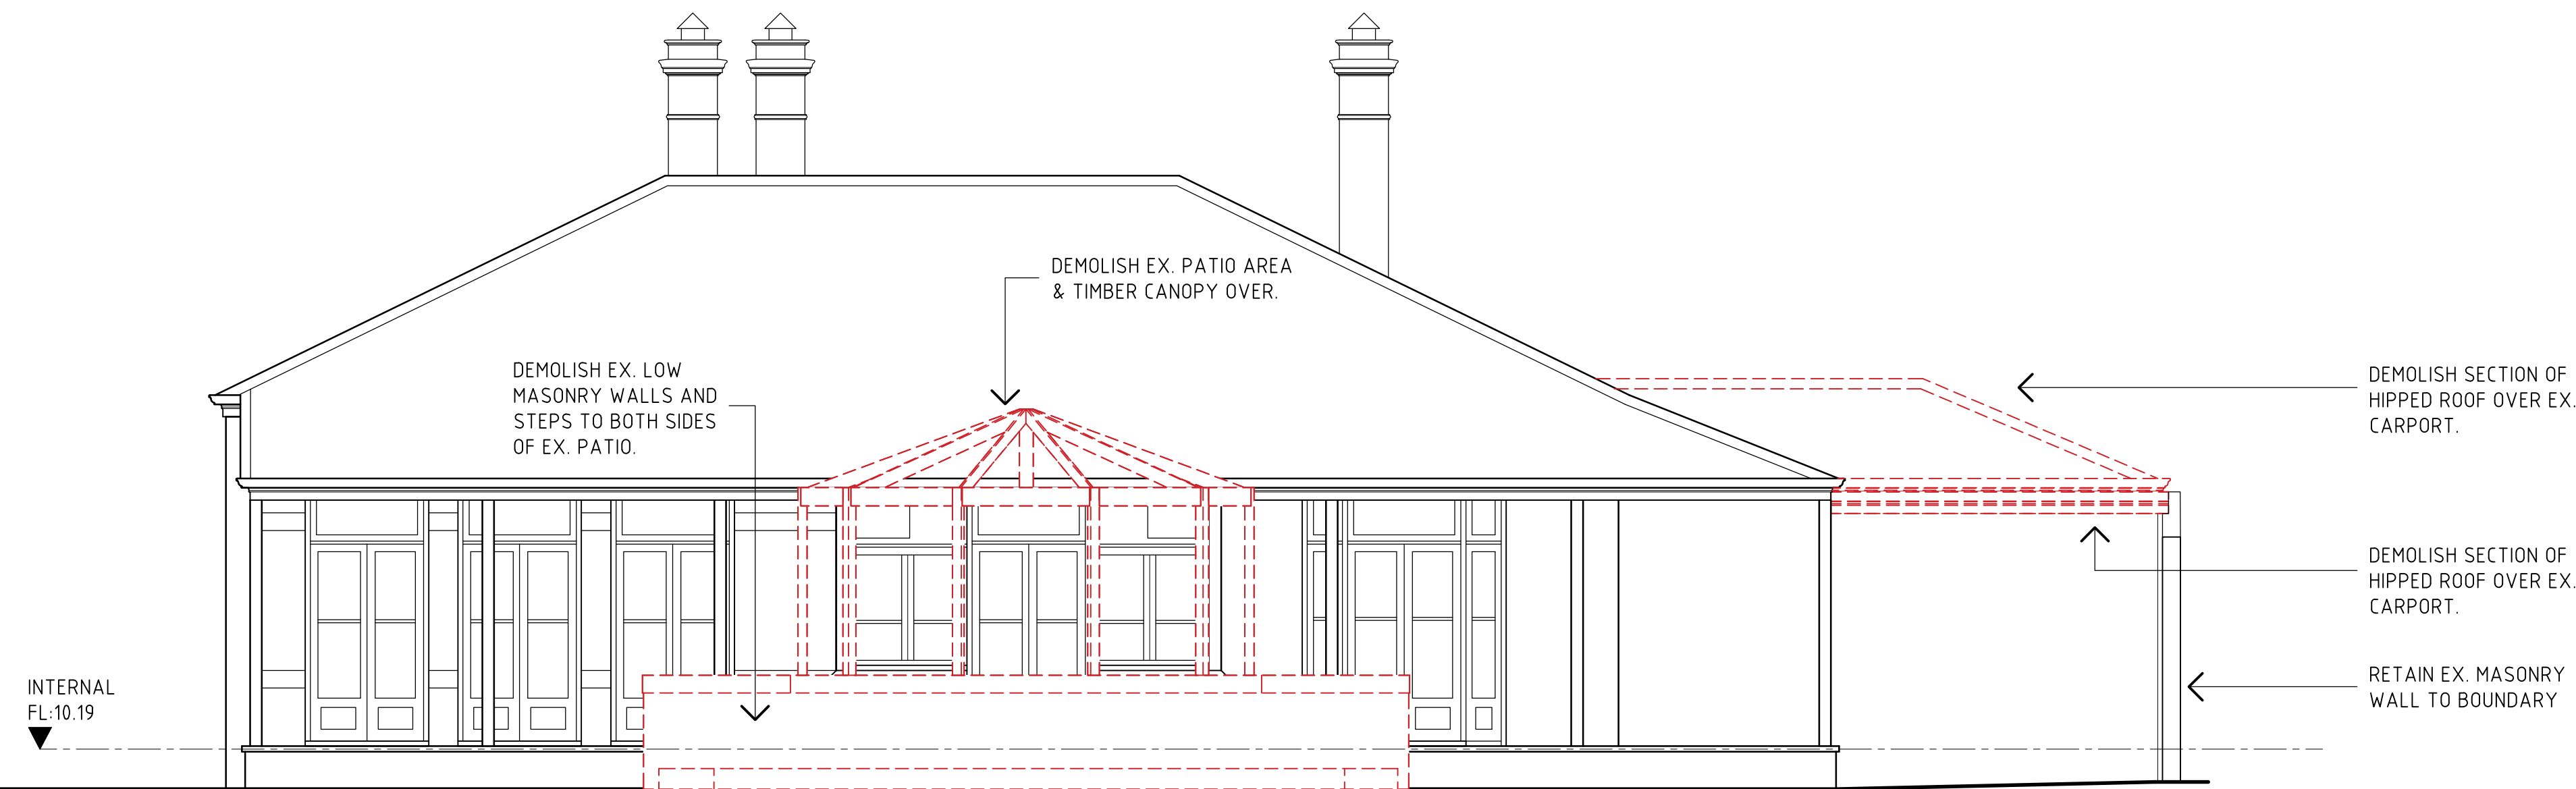 DEMOLISH EX. PATIO AREA
& TIMBER CANOPY OVER.
DEMOLISH EX. LOW
MASONRY WALLS AND
STEPS TO BOTH SIDES
OF EX. PATIO.
DEMOLISH SECTION OF
HIPPED ROOF OVER EX.
CARPORT.
DEMOLISH SECTION OF
HIPPED ROOF OVER EX.
CARPORT.
RETAIN EX. MASONRY
WALL TO BOUNDARY
INTERNAL
FL:10.19